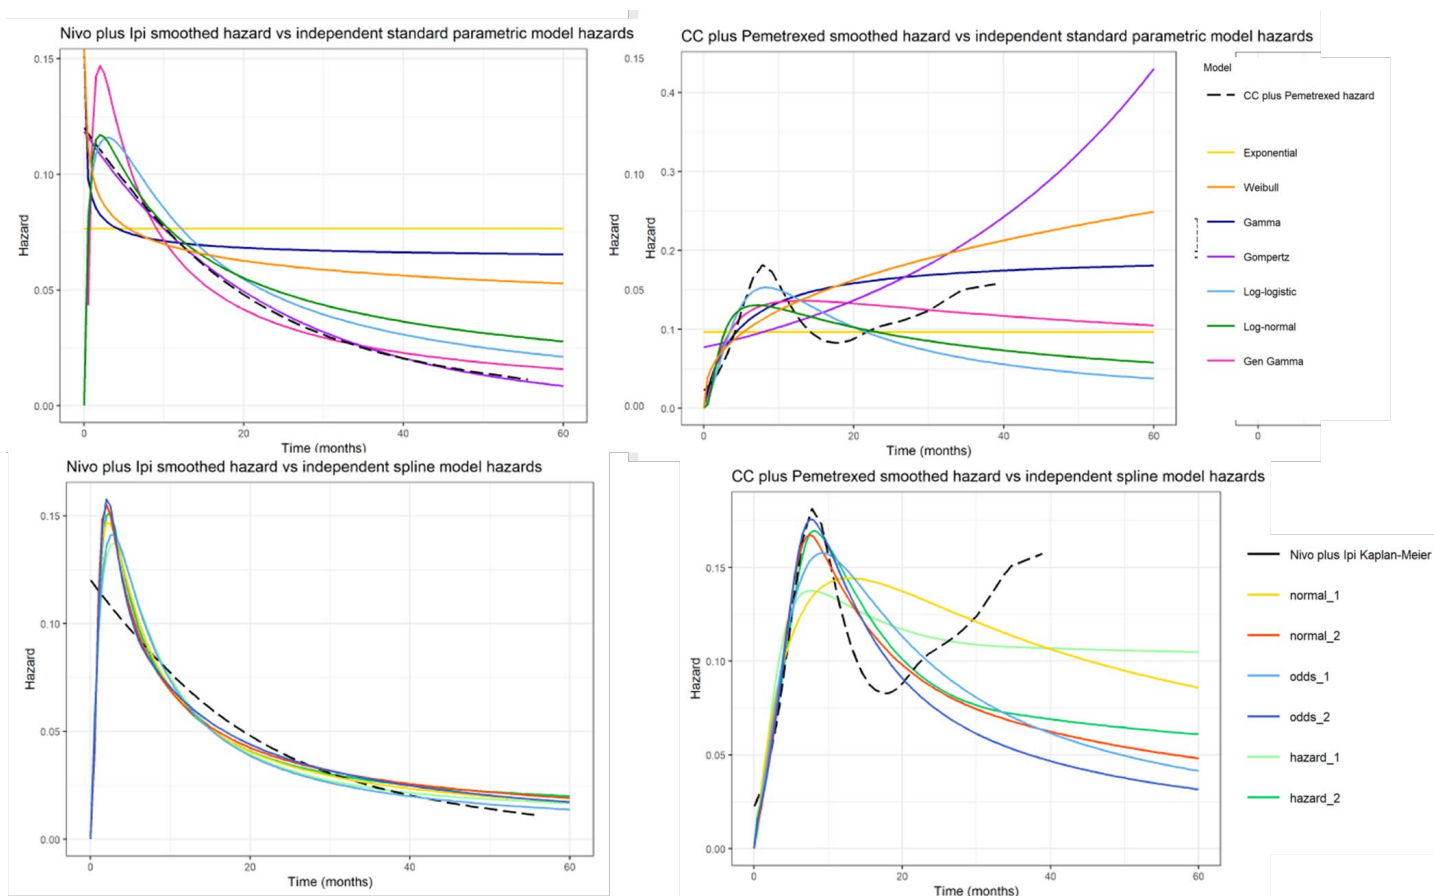 Nivo plus Ipi smoothed hazard vs independent standard parametric model hazards
0.15
0.10
0.05
0.00
Hazard
0
20
40
60
Time (months)
0.15
0.10
0.05
0.00
Hazard
CC plus Pemetrexed smoothed hazard vs independent standard parametric model hazards
0.4
0.3
0.2
0.1
0.0
Hazard
0
20
40
60
Time (months)
Model
CC plus Pemetrexed hazard
Exponential
Weibull
Gamma
Gompertz
Log-logistic
Log-normal
Gen Gamma
0
Nivo plus Ipi smoothed hazard vs independent spline model hazards
0.15
0.10
0.05
0.00
Hazard
0
20
40
60
Time (months)
CC plus Pemetrexed smoothed hazard vs independent spline model hazards
0.15
0.10
0.05
0.00
Hazard
0
20
40
60
Time (months)
Nivo plus Ipi Kaplan-Meier
normal_1
normal_2
odds_1
odds_2
hazard_1
hazard_2